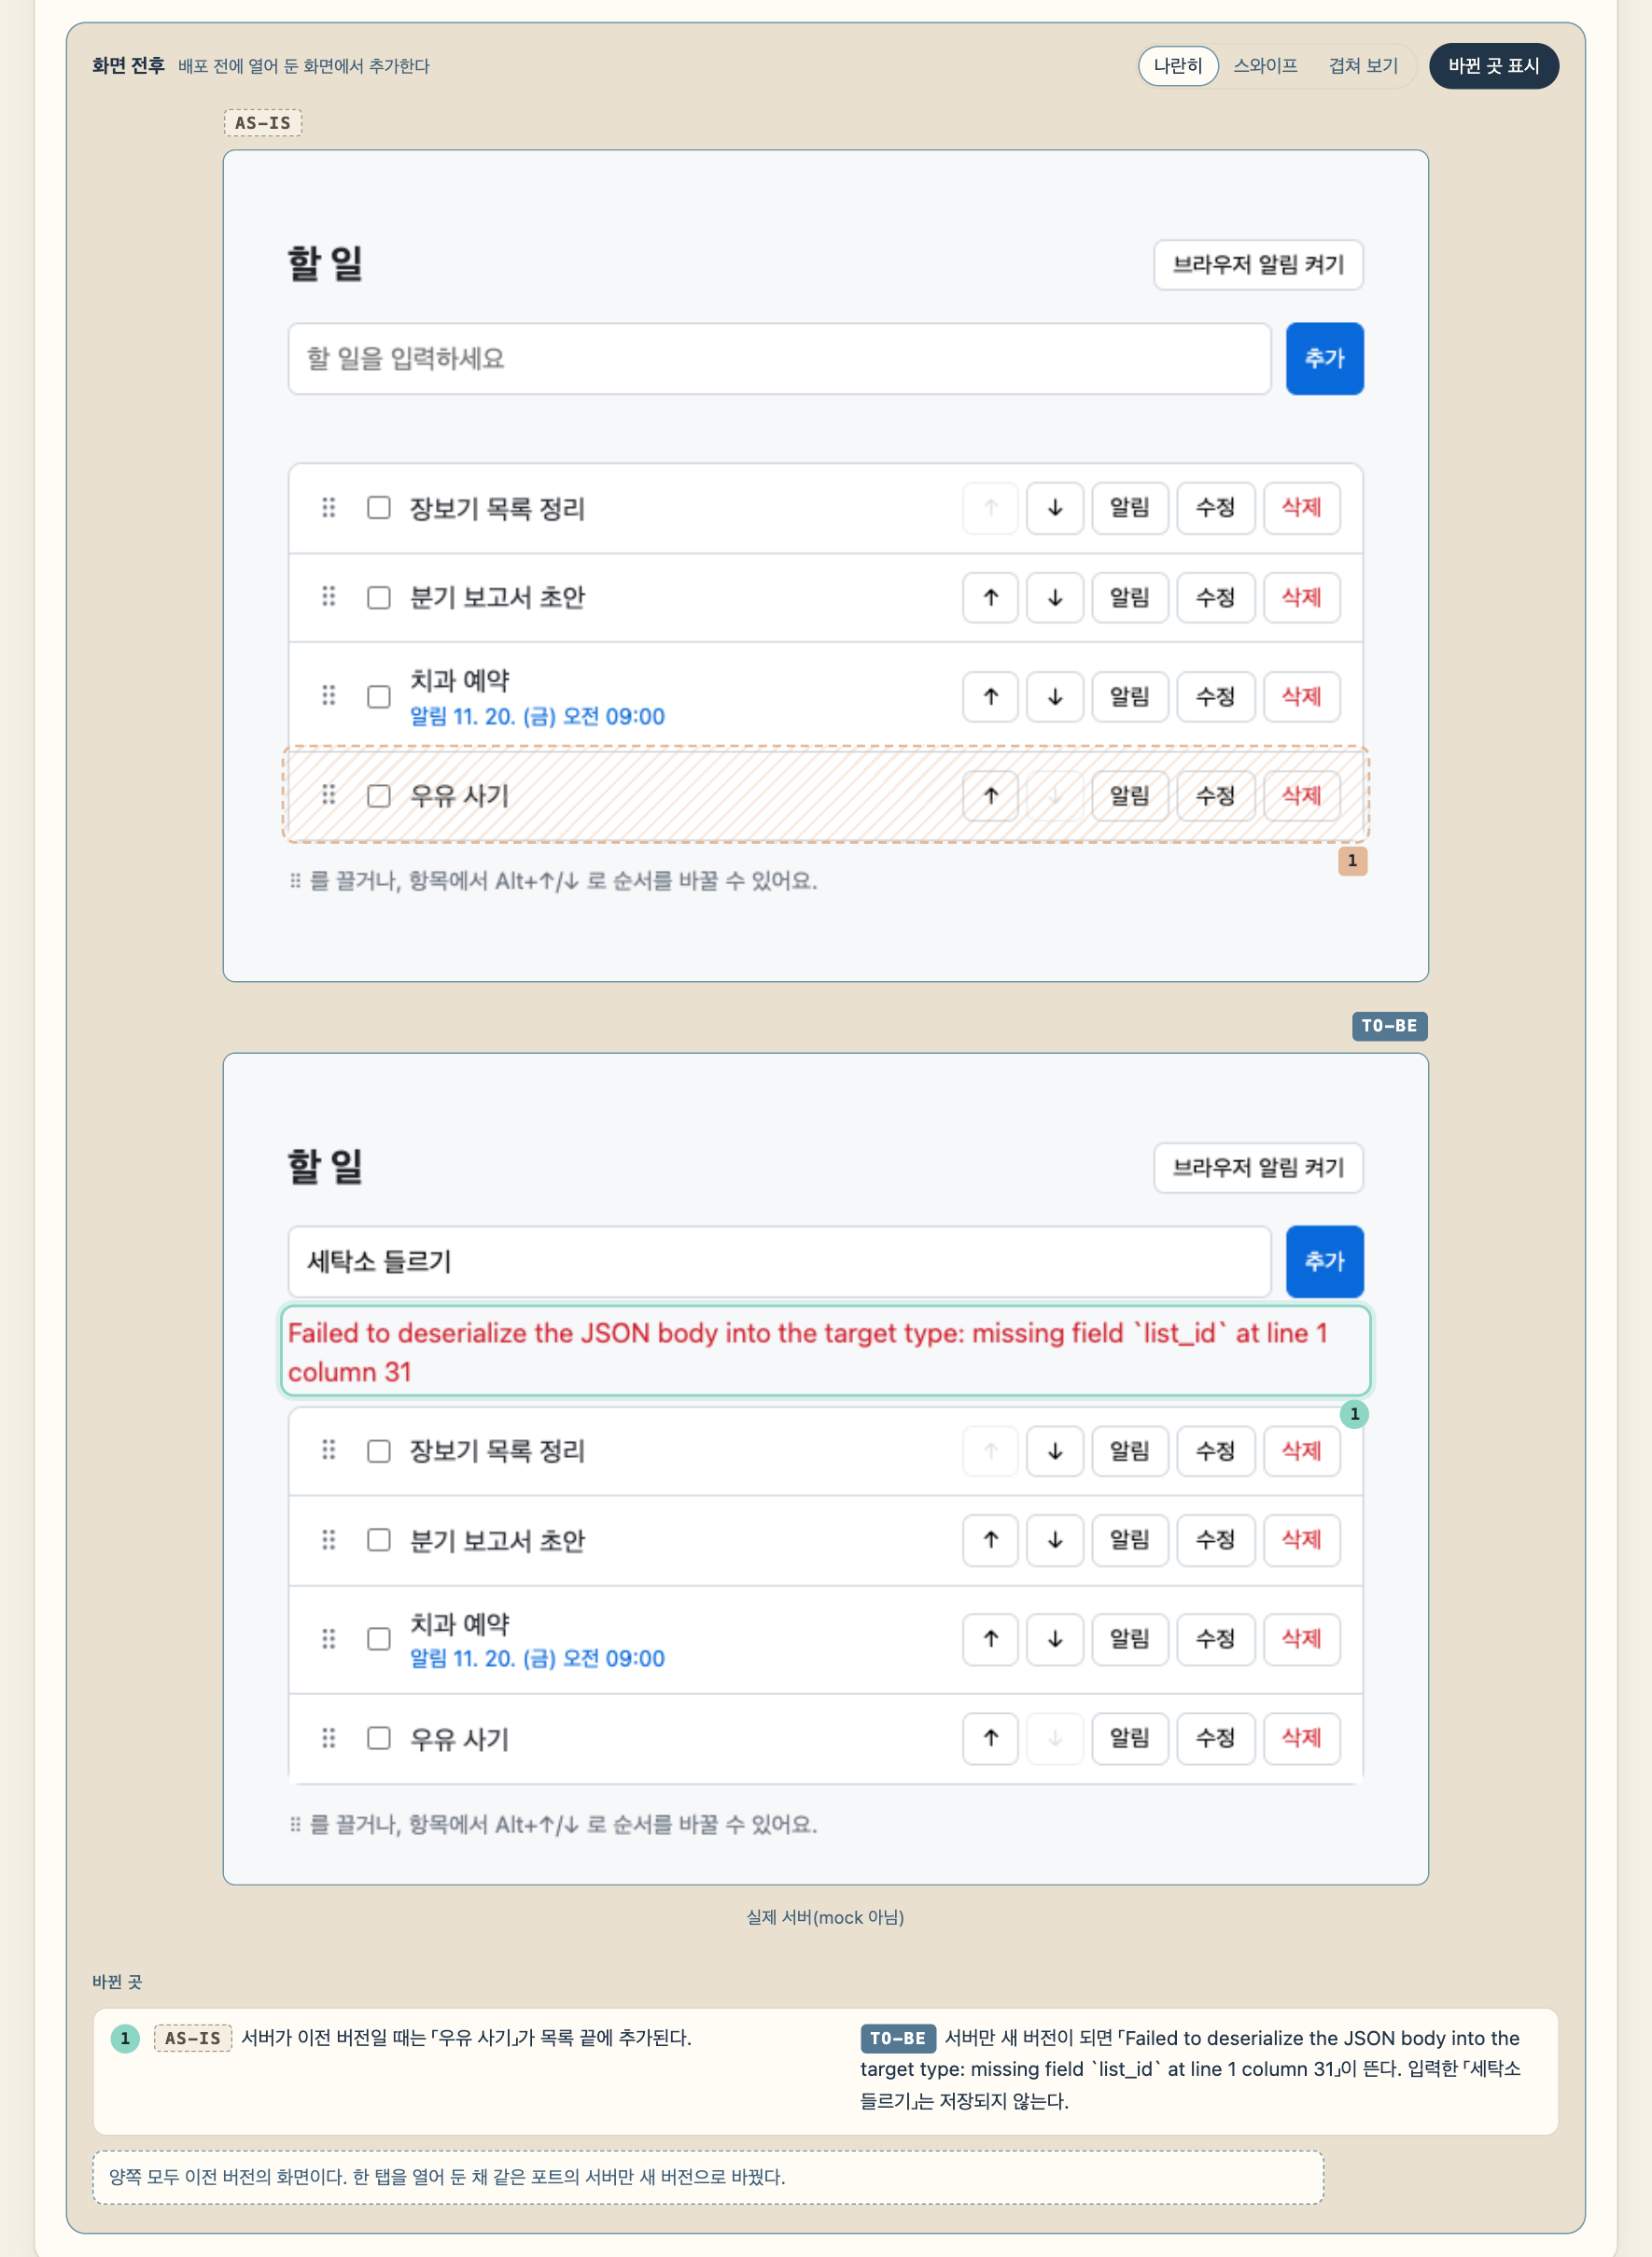 화면 전후 배포 전에 열어 둔 화면에서 추가한다 나란히 스와이프 겹쳐 보기 바뀐 곳 표시
AS-IS
할 일 브라우저 알림 켜기
할 일을 입력하세요 추가
장보기 목록 정리 ↑ ↓ 알림 수정 삭제
분기 보고서 초안 ↑ ↓ 알림 수정 삭제
치과 예약 ↑ ↓ 알림 수정 삭제
알림 11. 20. (금) 오전 09:00
우유 사기 ↑ ↓ 알림 수정 삭제
1
⠿ 를 끌거나, 항목에서 Alt+↑/↓ 로 순서를 바꿀 수 있어요.
TO-BE
할 일 브라우저 알림 켜기
세탁소 들르기 추가
Failed to deserialize the JSON body into the target type: missing field `list_id` at line 1
column 31
1
장보기 목록 정리 ↑ ↓ 알림 수정 삭제
분기 보고서 초안 ↑ ↓ 알림 수정 삭제
치과 예약 ↑ ↓ 알림 수정 삭제
알림 11. 20. (금) 오전 09:00
우유 사기 ↑ ↓ 알림 수정 삭제
⠿ 를 끌거나, 항목에서 Alt+↑/↓ 로 순서를 바꿀 수 있어요.
실제 서버(mock 아님)
바뀐 곳
1 AS-IS 서버가 이전 버전일 때는 「우유 사기」가 목록 끝에 추가된다.
TO-BE 서버만 새 버전이 되면 「Failed to deserialize the JSON body into the
target type: missing field `list_id` at line 1 column 31」이 뜬다. 입력한 「세탁소
들르기」는 저장되지 않는다.
양쪽 모두 이전 버전의 화면이다. 한 탭을 열어 둔 채 같은 포트의 서버만 새 버전으로 바꿨다.